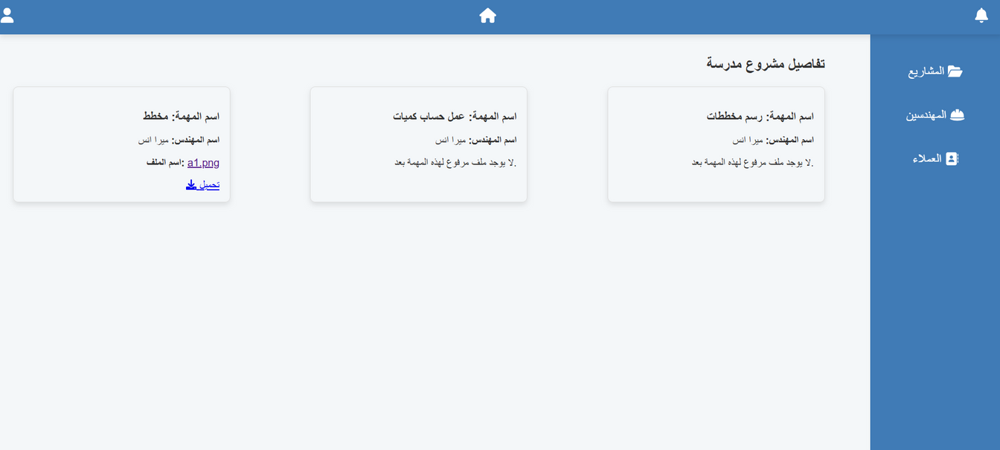 المشاريع
المهندسين
العملاء
تفاصيل مشروع مدرسة
اسم المهمة: رسم مخططات
اسم المهندس: ميرا انس
.لا يوجد ملف مرفوع لهذه المهمة بعد
اسم المهمة: عمل حساب كميات
اسم المهندس: ميرا انس
.لا يوجد ملف مرفوع لهذه المهمة بعد
اسم المهمة: مخطط
اسم المهندس: ميرا انس
اسم الملف: a1.png
تحميل